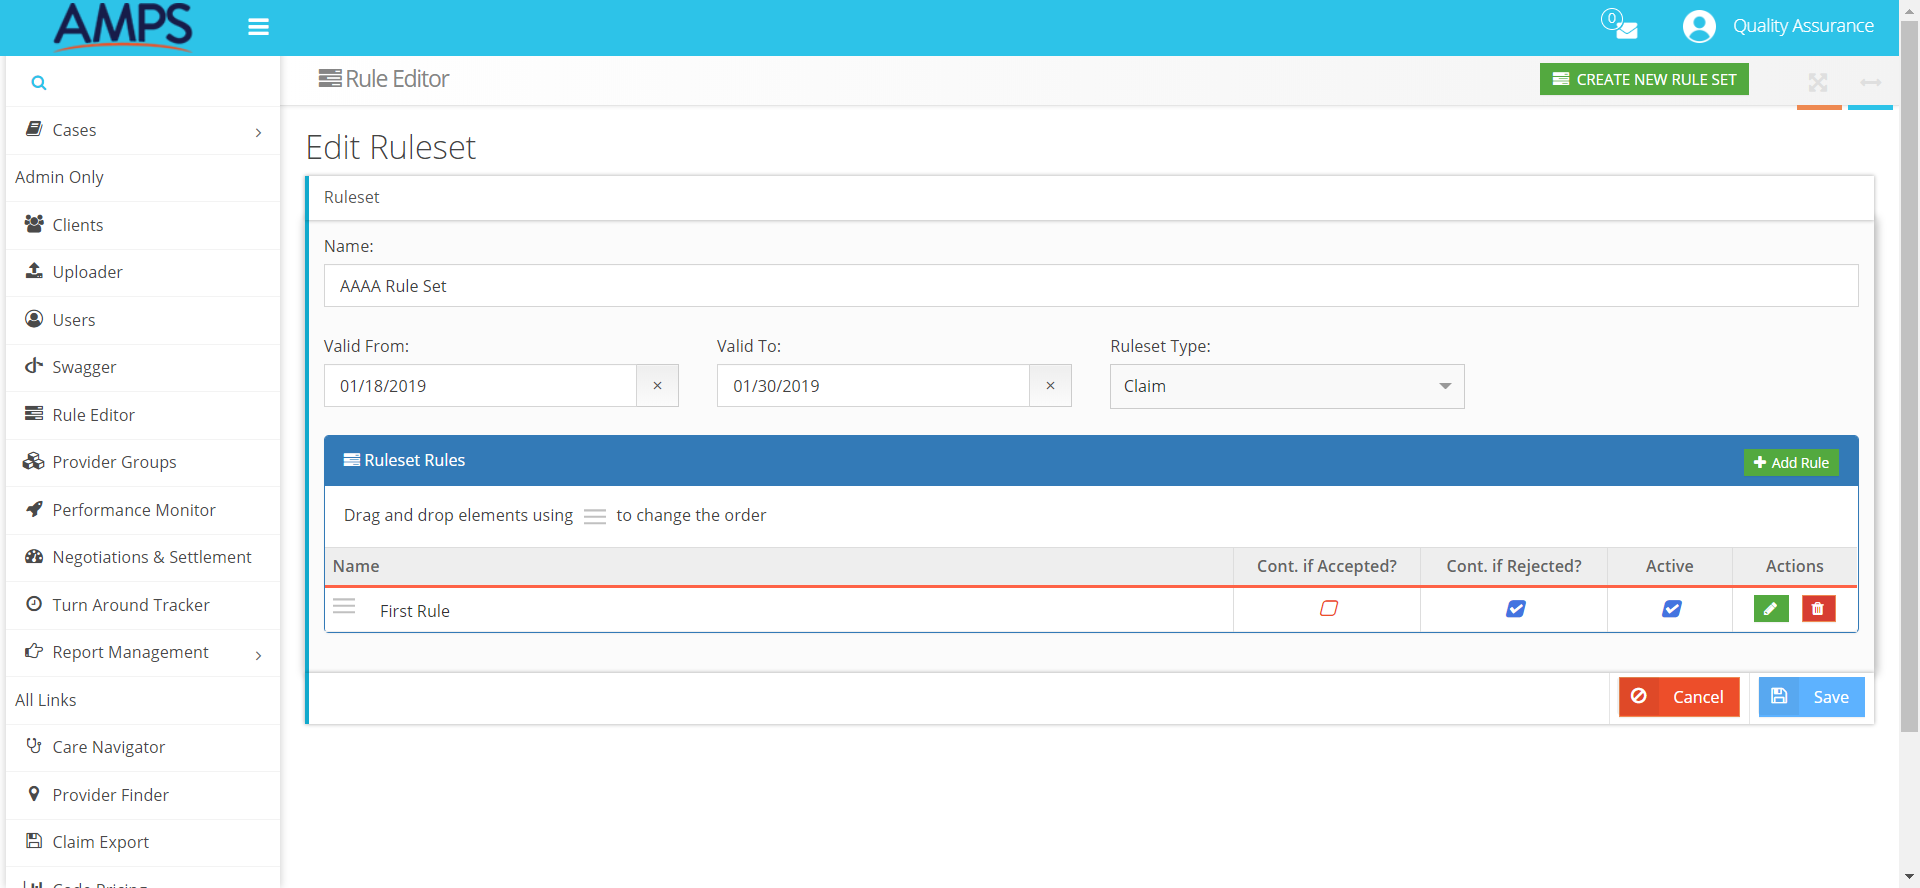 AMPS
0
Quality Assurance
Rule Editor
CREATE NEW RULE SET
Cases
Admin Only
Clients
Uploader
Users
Swagger
Rule Editor
Provider Groups
Performance Monitor
Negotiations & Settlement
Turn Around Tracker
Report Management
All Links
Care Navigator
Provider Finder
Claim Export
Edit Ruleset
Ruleset
Name:
AAAA Rule Set
Valid From:
Valid To:
Ruleset Type:
01/18/2019 ×
01/30/2019 ×
Claim
Ruleset Rules
Add Rule
Drag and drop elements using to change the order
Name Cont. if Accepted? Cont. if Rejected? Active Actions
First Rule
Cancel
Save